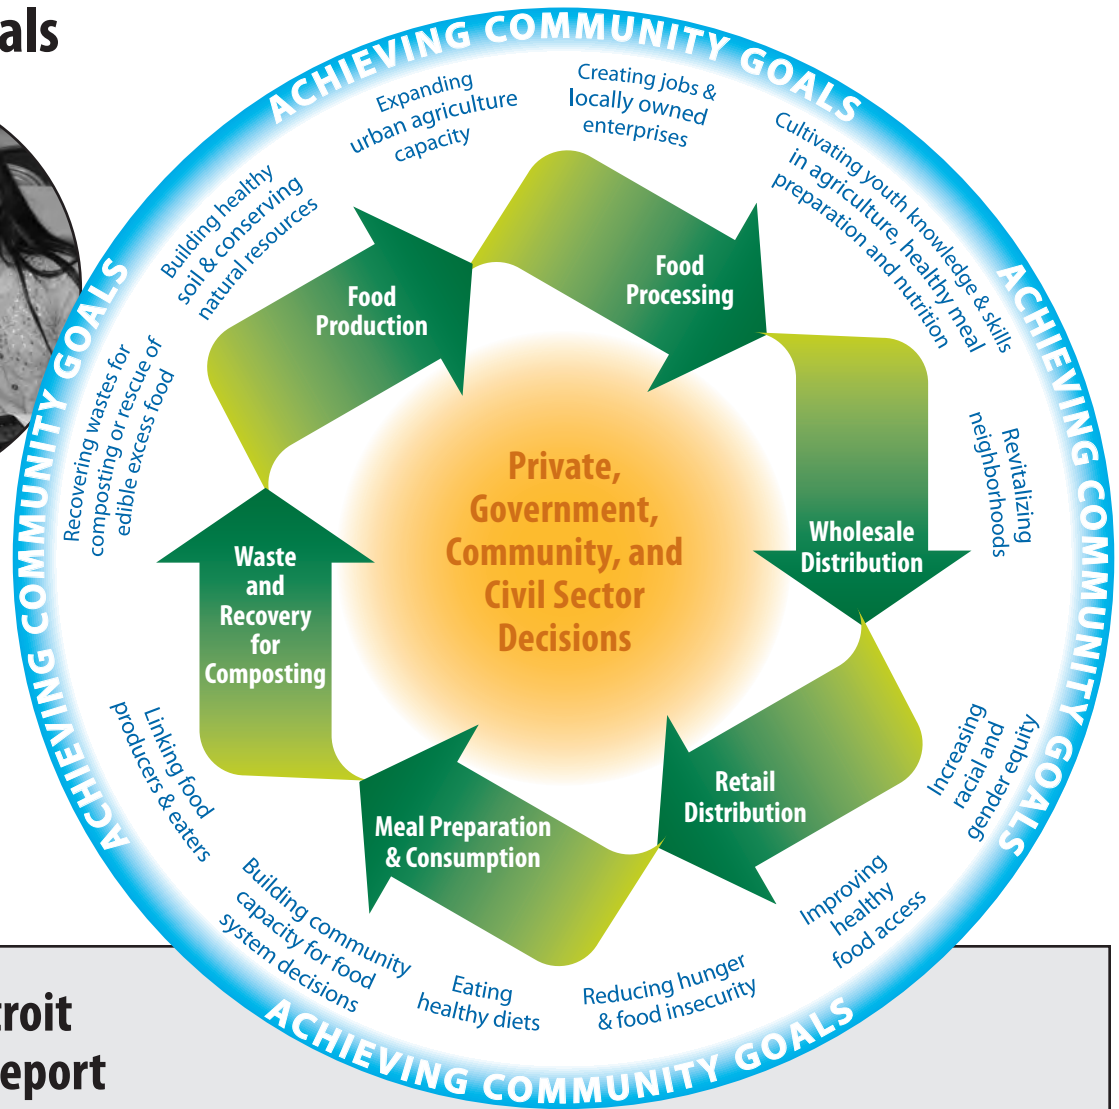 als
ACHIEVING COMMUNITY GOALS
Expanding
urban agriculture
capacity
Creating jobs &
locally owned
enterprises
Cultivating youth knowledge & skills
in agriculture, healthy meal
preparation and nutrition
ACHIEVING COMMUNITY GOALS
Revitalizing
neighborhoods
Increasing
racial and
gender equity
Improving
healthy
food access
Reducing hunger
& food insecurity
ACHIEVING COMMUNITY GOALS
Eating
healthy diets
Building community
capacity for food
system decisions
Linking food
producers & eaters
ACHIEVING COMMUNITY GOALS
Recovering wastes for
composting or rescue of
edible excess food
Building healthy
soil & conserving
natural resources
Food
Production
Food
Processing
Wholesale
Distribution
Retail
Distribution
Meal Preparation
& Consumption
Waste
and
Recovery
for
Composting
Private,
Government,
Community, and
Civil Sector
Decisions
troit
eport